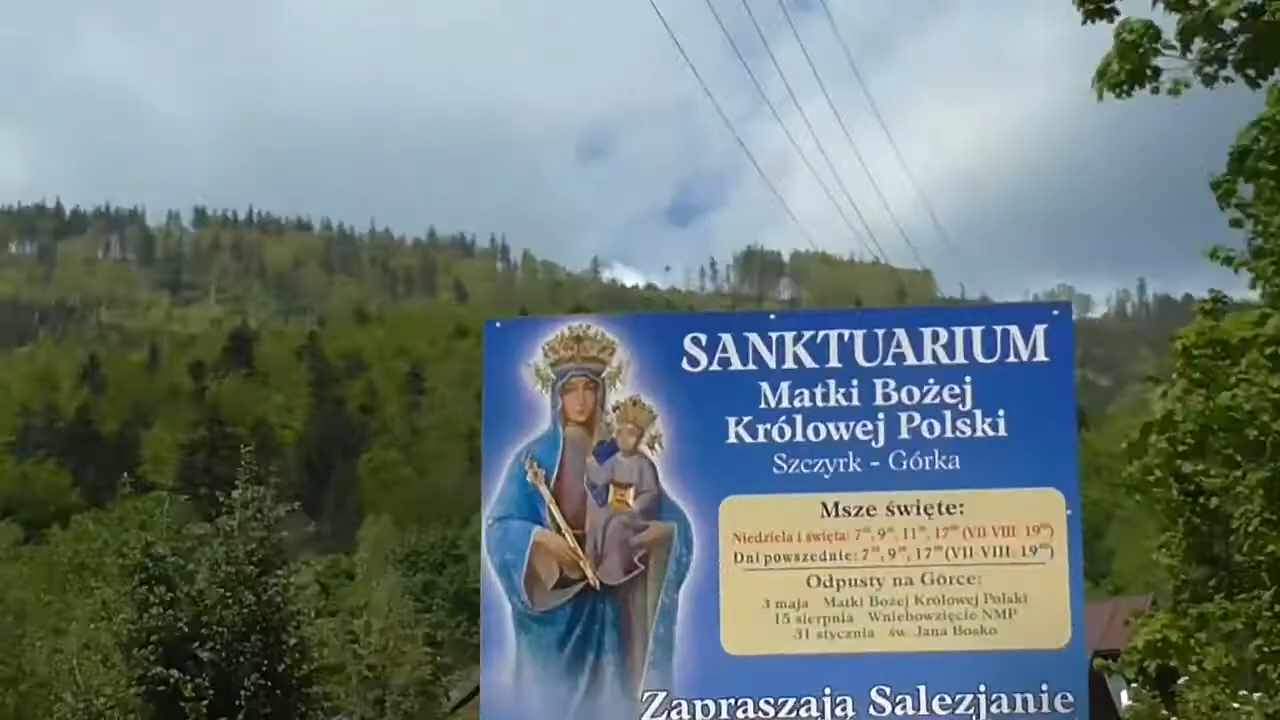 SANKTUARIUM
Matki Bożej
Królowej Polski
Szczyrk - Górka
Msze święte:
Niedziela i święta: 7⁰⁰, 9⁰⁰, 11⁰⁰, 17⁰⁰ (VII-VIII: 19⁰⁰)
Dni powszednie: 7⁰⁰, 9⁰⁰, 17⁰⁰ (VII-VIII: 19⁰⁰)
Odpusty na Górce:
3 maja Matki Bożej Królowej Polski
15 sierpnia Wniebowzięcie NMP
31 stycznia św. Jana Bosko
Zapraszają Salezjanie